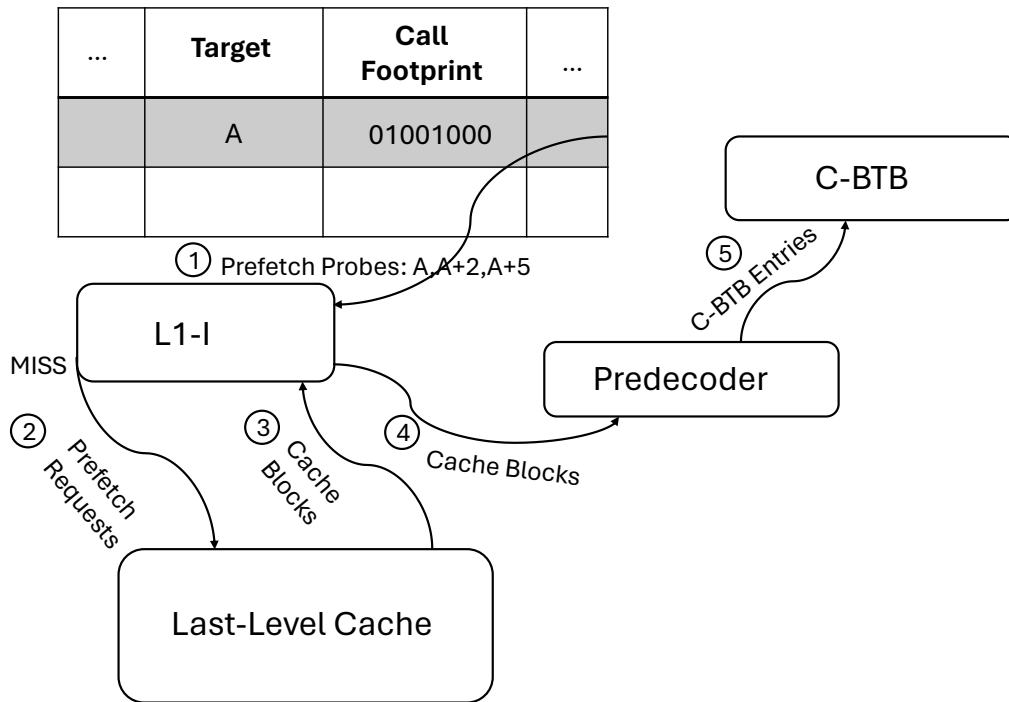 ...
Target
Call
Footprint
...
A
01001000
C-BTB
1
Prefetch Probes: A,A+2,A+5
5
C-BTB Entries
L1-I
MISS
Predecoder
2
Prefetch
Requests
3
Cache
Blocks
4
Cache Blocks
Last-Level Cache